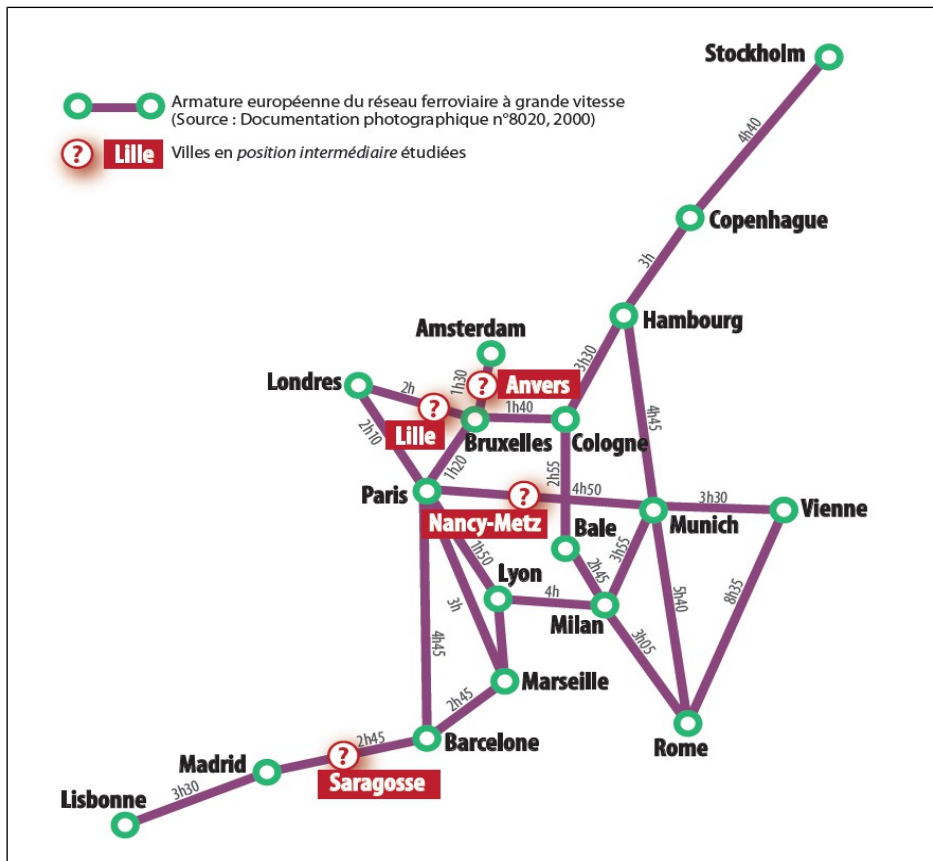 Stockholm
Armature européenne du réseau ferroviaire à grande vitesse
(Source : Documentation photographique n°8020, 2000)
4h40
? Lille Villes en position intermédiaire étudiées
Copenhague
3h
Hambourg
Amsterdam
3h30
Londres
2h
1h30
? Anvers
1h40
4h45
?
Lille
2h10
Bruxelles
Cologne
1h20
2h55
Paris
?
4h50
3h30
Vienne
Nancy-Metz
Munich
Bale
1h50
3h55
Lyon
2h45
4h
5h40
8h35
3h
Milan
3h05
4h45
Marseille
2h45
Rome
Barcelone
2h45
?
Madrid
Saragosse
3h30
Lisbonne